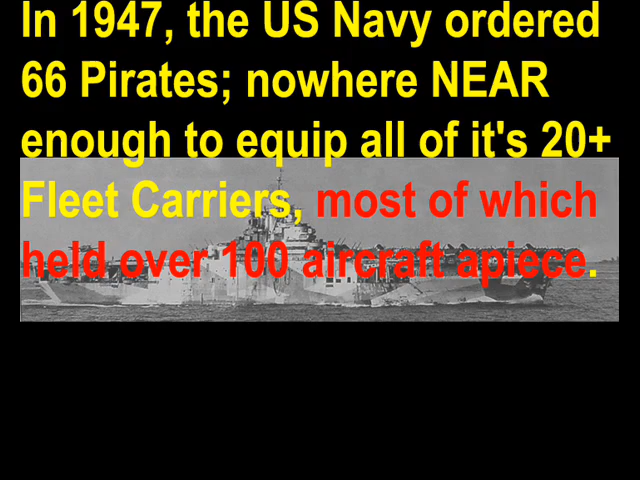 In 1947, the US Navy ordered
66 Pirates; nowhere NEAR
enough to equip all of it's 20+
Fleet Carriers, most of which
held over 100 aircraft apiece.